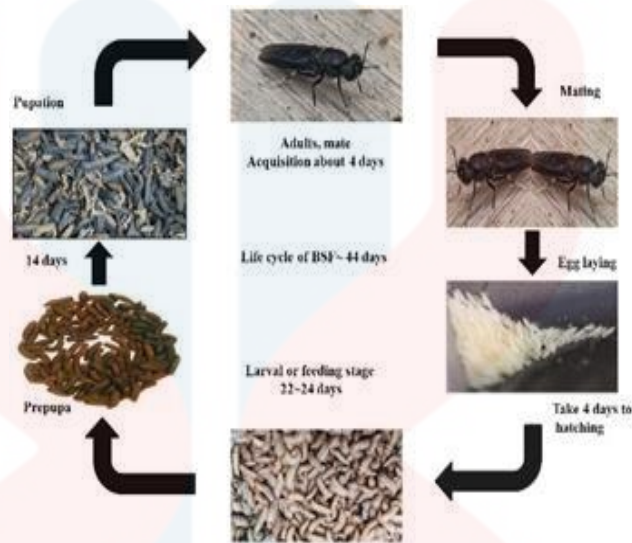 Pupation
Mating
Adults, mate
Acquisition about 4 days
14 days
Life cycle of BSF~ 44 days
Egg laying
Larval or feeding stage
22~24 days
Prepupa
Take 4 days to
hatching